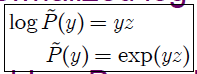 log P̃(y) = yz
P̃(y) = exp(yz)